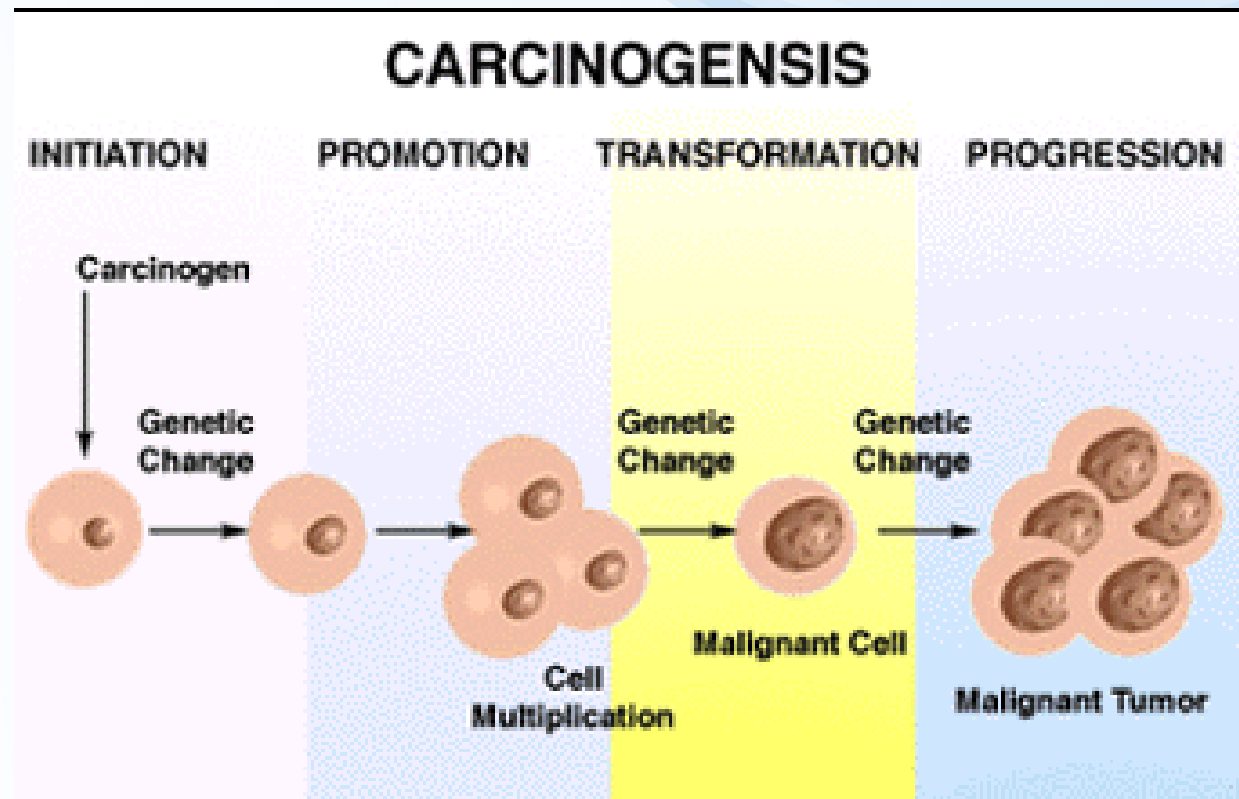 CARCINOGENSIS
INITIATION
PROMOTION
TRANSFORMATION
PROGRESSION
Carcinogen
Genetic
Change
Cell
Multiplication
Genetic
Change
Malignant Cell
Genetic
Change
Malignant Tumor